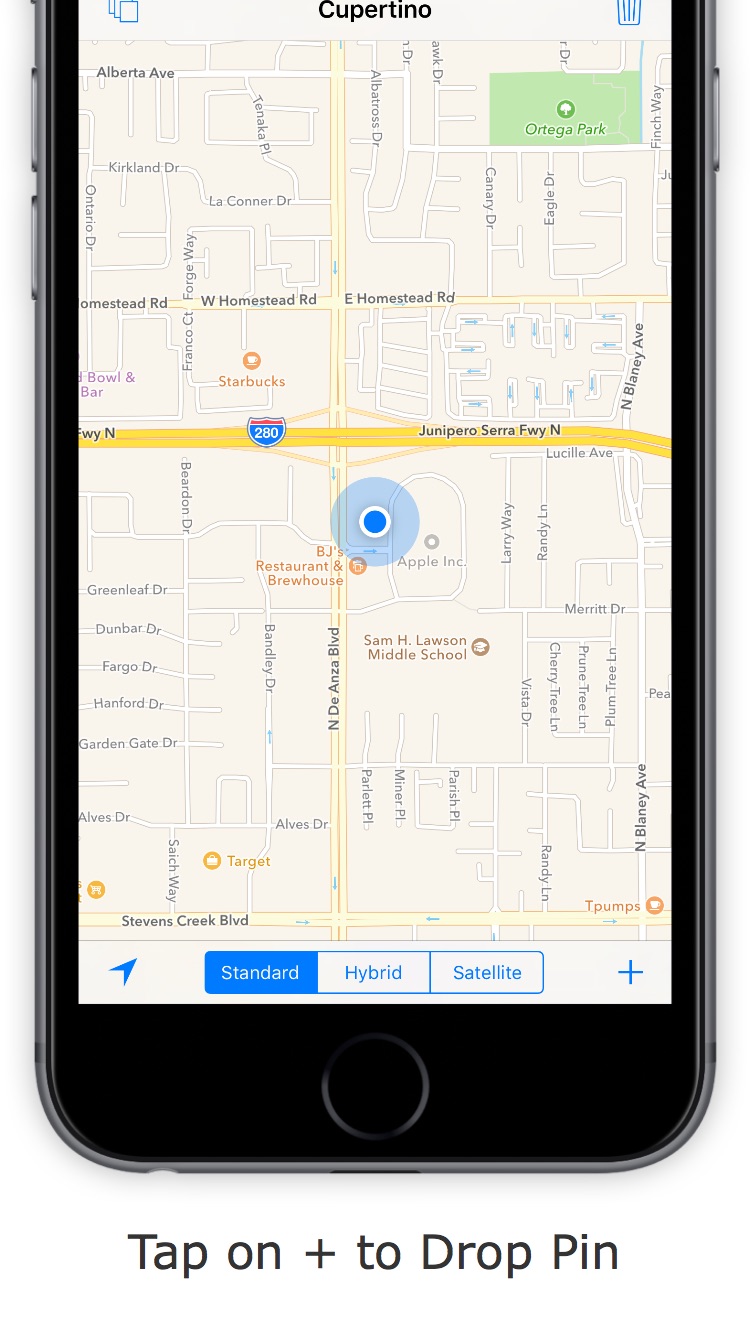 Cupertino
Alberta Ave
Tenaka Pl
Albatross Dr
awk Dr
Ortega Park
Finch Way
Kirkland Dr
Ontario Dr
La Conner Dr
Canary Dr
Eagle Dr
Forge Way
Franco Ct
omestead Rd
W Homestead Rd
E Homestead Rd
Starbucks
d Bowl &
Bar
N Blaney Ave
Fwy N
280
Junipero Serra Fwy N
Lucille Ave
Beardon Dr
Larry Way
Randy Ln
BJ's
Restaurant &
Brewhouse
Apple Inc.
Greenleaf Dr
Merritt Dr
Dunbar Dr
Bandley Dr
N De Anza Blvd
Sam H. Lawson
Middle School
Fargo Dr
Cherry Tree Ln
Prune Tree Ln
Plum Tree Ln
Vista Dr
Pea
Hanford Dr
Garden Gate Dr
Parlett Pl
Miner Pl
Parish Pl
N Blaney Ave
Alves Dr
Alves Dr
Saich Way
Target
Randy Ln
Tpumps
Stevens Creek Blvd
Standard
Hybrid
Satellite
Tap on + to Drop Pin